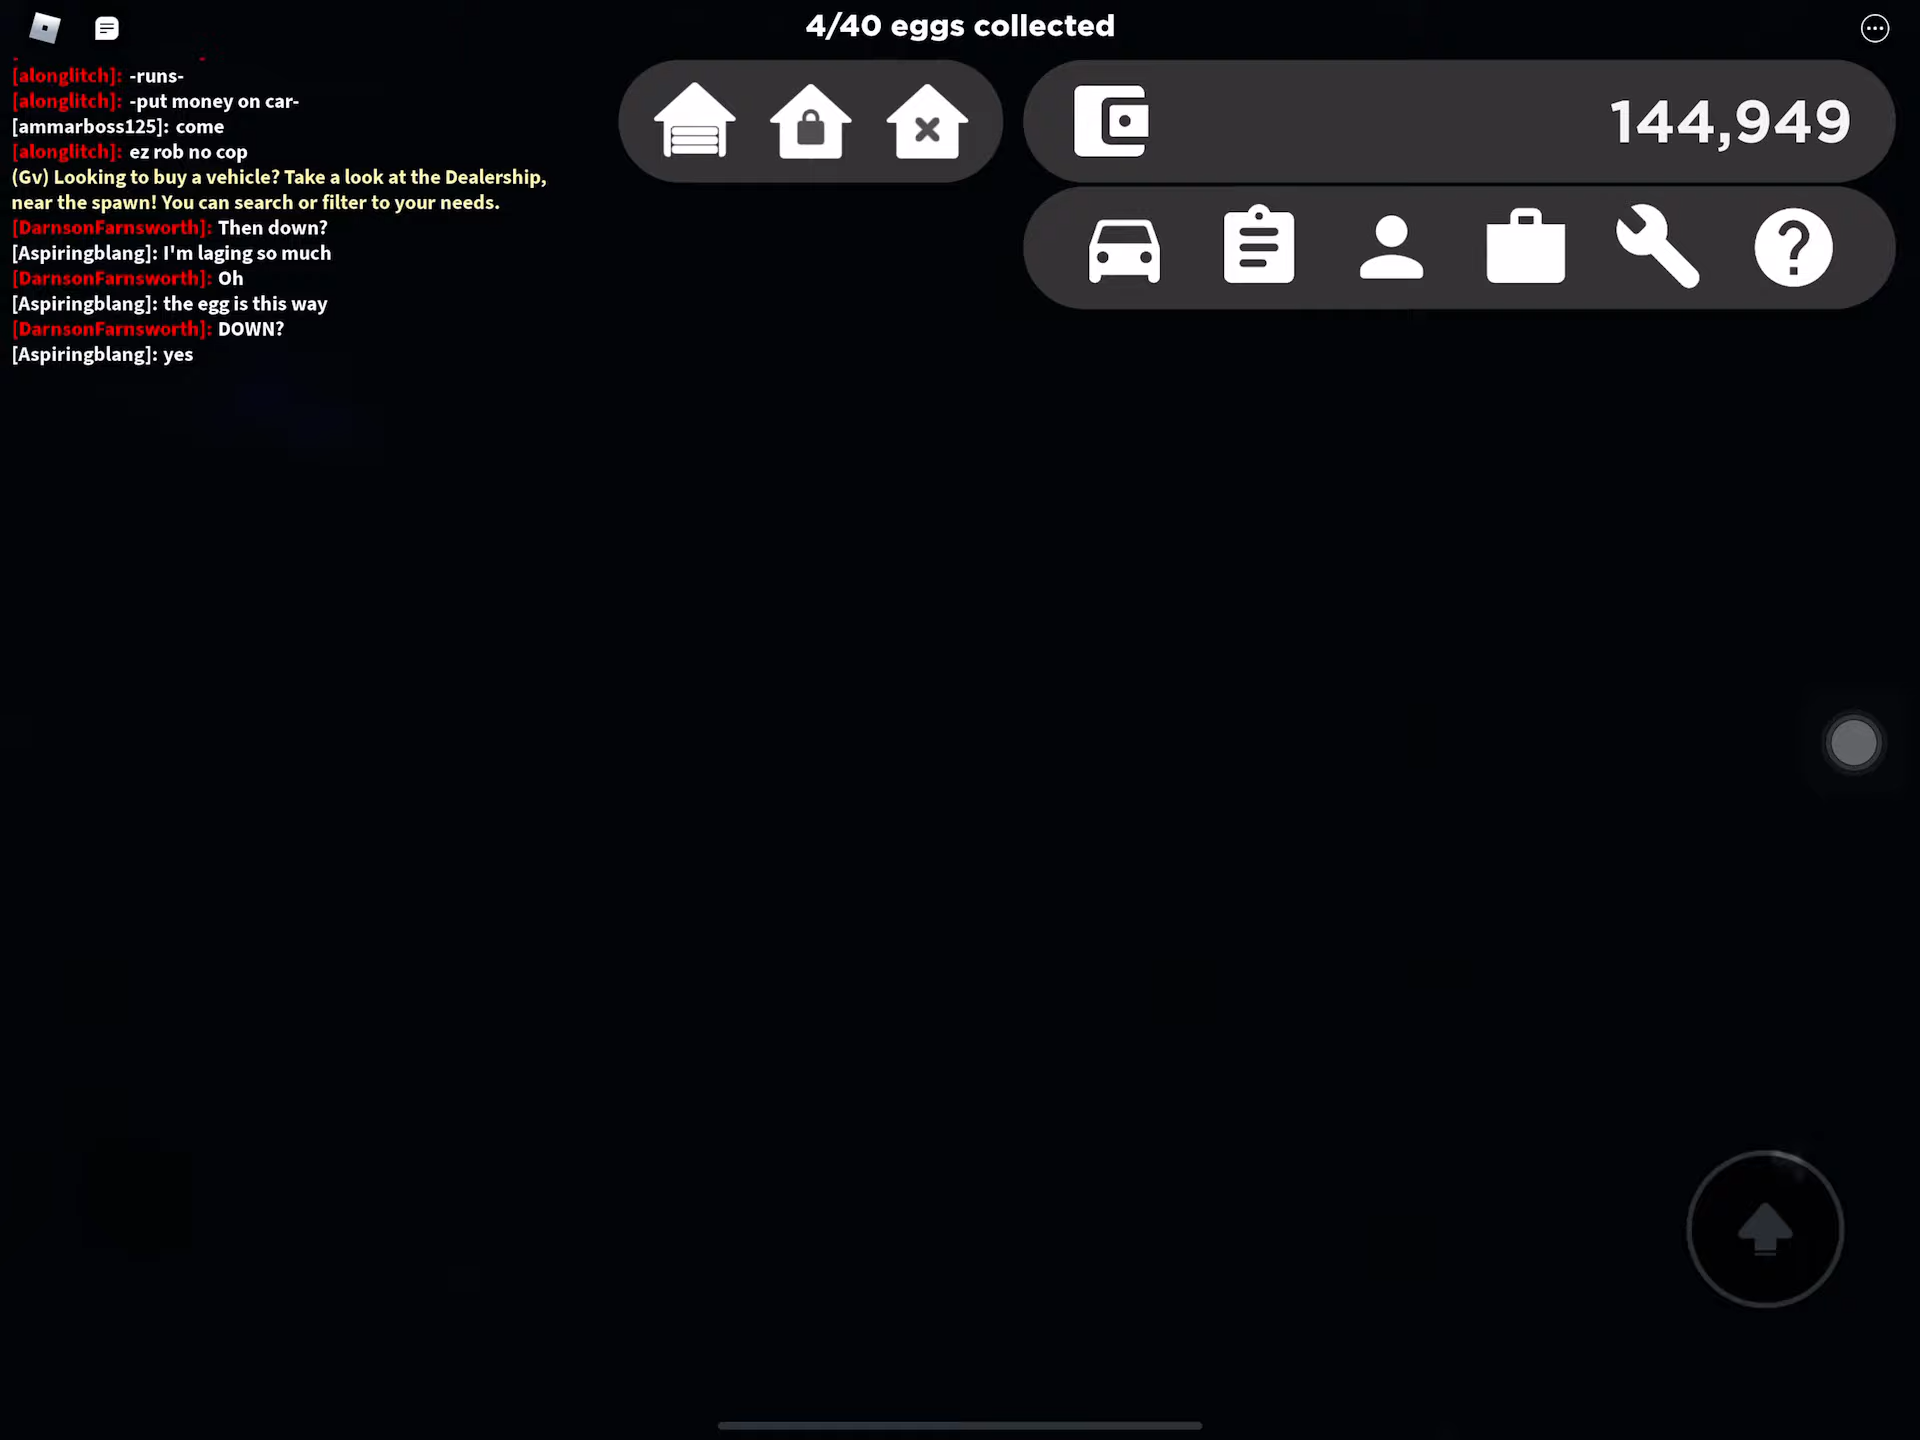 4/40 eggs collected
[alonglitch]: -runs-
[alonglitch]: -put money on car-
[ammarboss125]: come
[alonglitch]: ez rob no cop
(Gv) Looking to buy a vehicle? Take a look at the Dealership,
near the spawn! You can search or filter to your needs.
[DarnsonFarnsworth]: Then down?
[Aspiringblang]: I'm laging so much
[DarnsonFarnsworth]: Oh
[Aspiringblang]: the egg is this way
[DarnsonFarnsworth]: DOWN?
[Aspiringblang]: yes
144,949